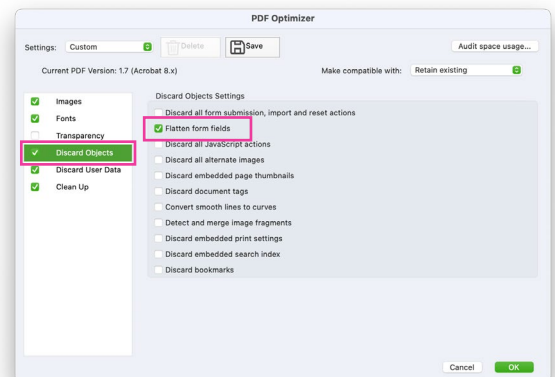 PDF Optimizer
Settings: Custom Delete Save Audit space usage...
Current PDF Version: 1.7 (Acrobat 8.x) Make compatible with: Retain existing
Images
Fonts
Transparency
Discard Objects
Discard User Data
Clean Up
Discard Objects Settings
Discard all form submission, import and reset actions
Flatten form fields
Discard all JavaScript actions
Discard all alternate images
Discard embedded page thumbnails
Discard document tags
Convert smooth lines to curves
Detect and merge image fragments
Discard embedded print settings
Discard embedded search index
Discard bookmarks
Cancel OK